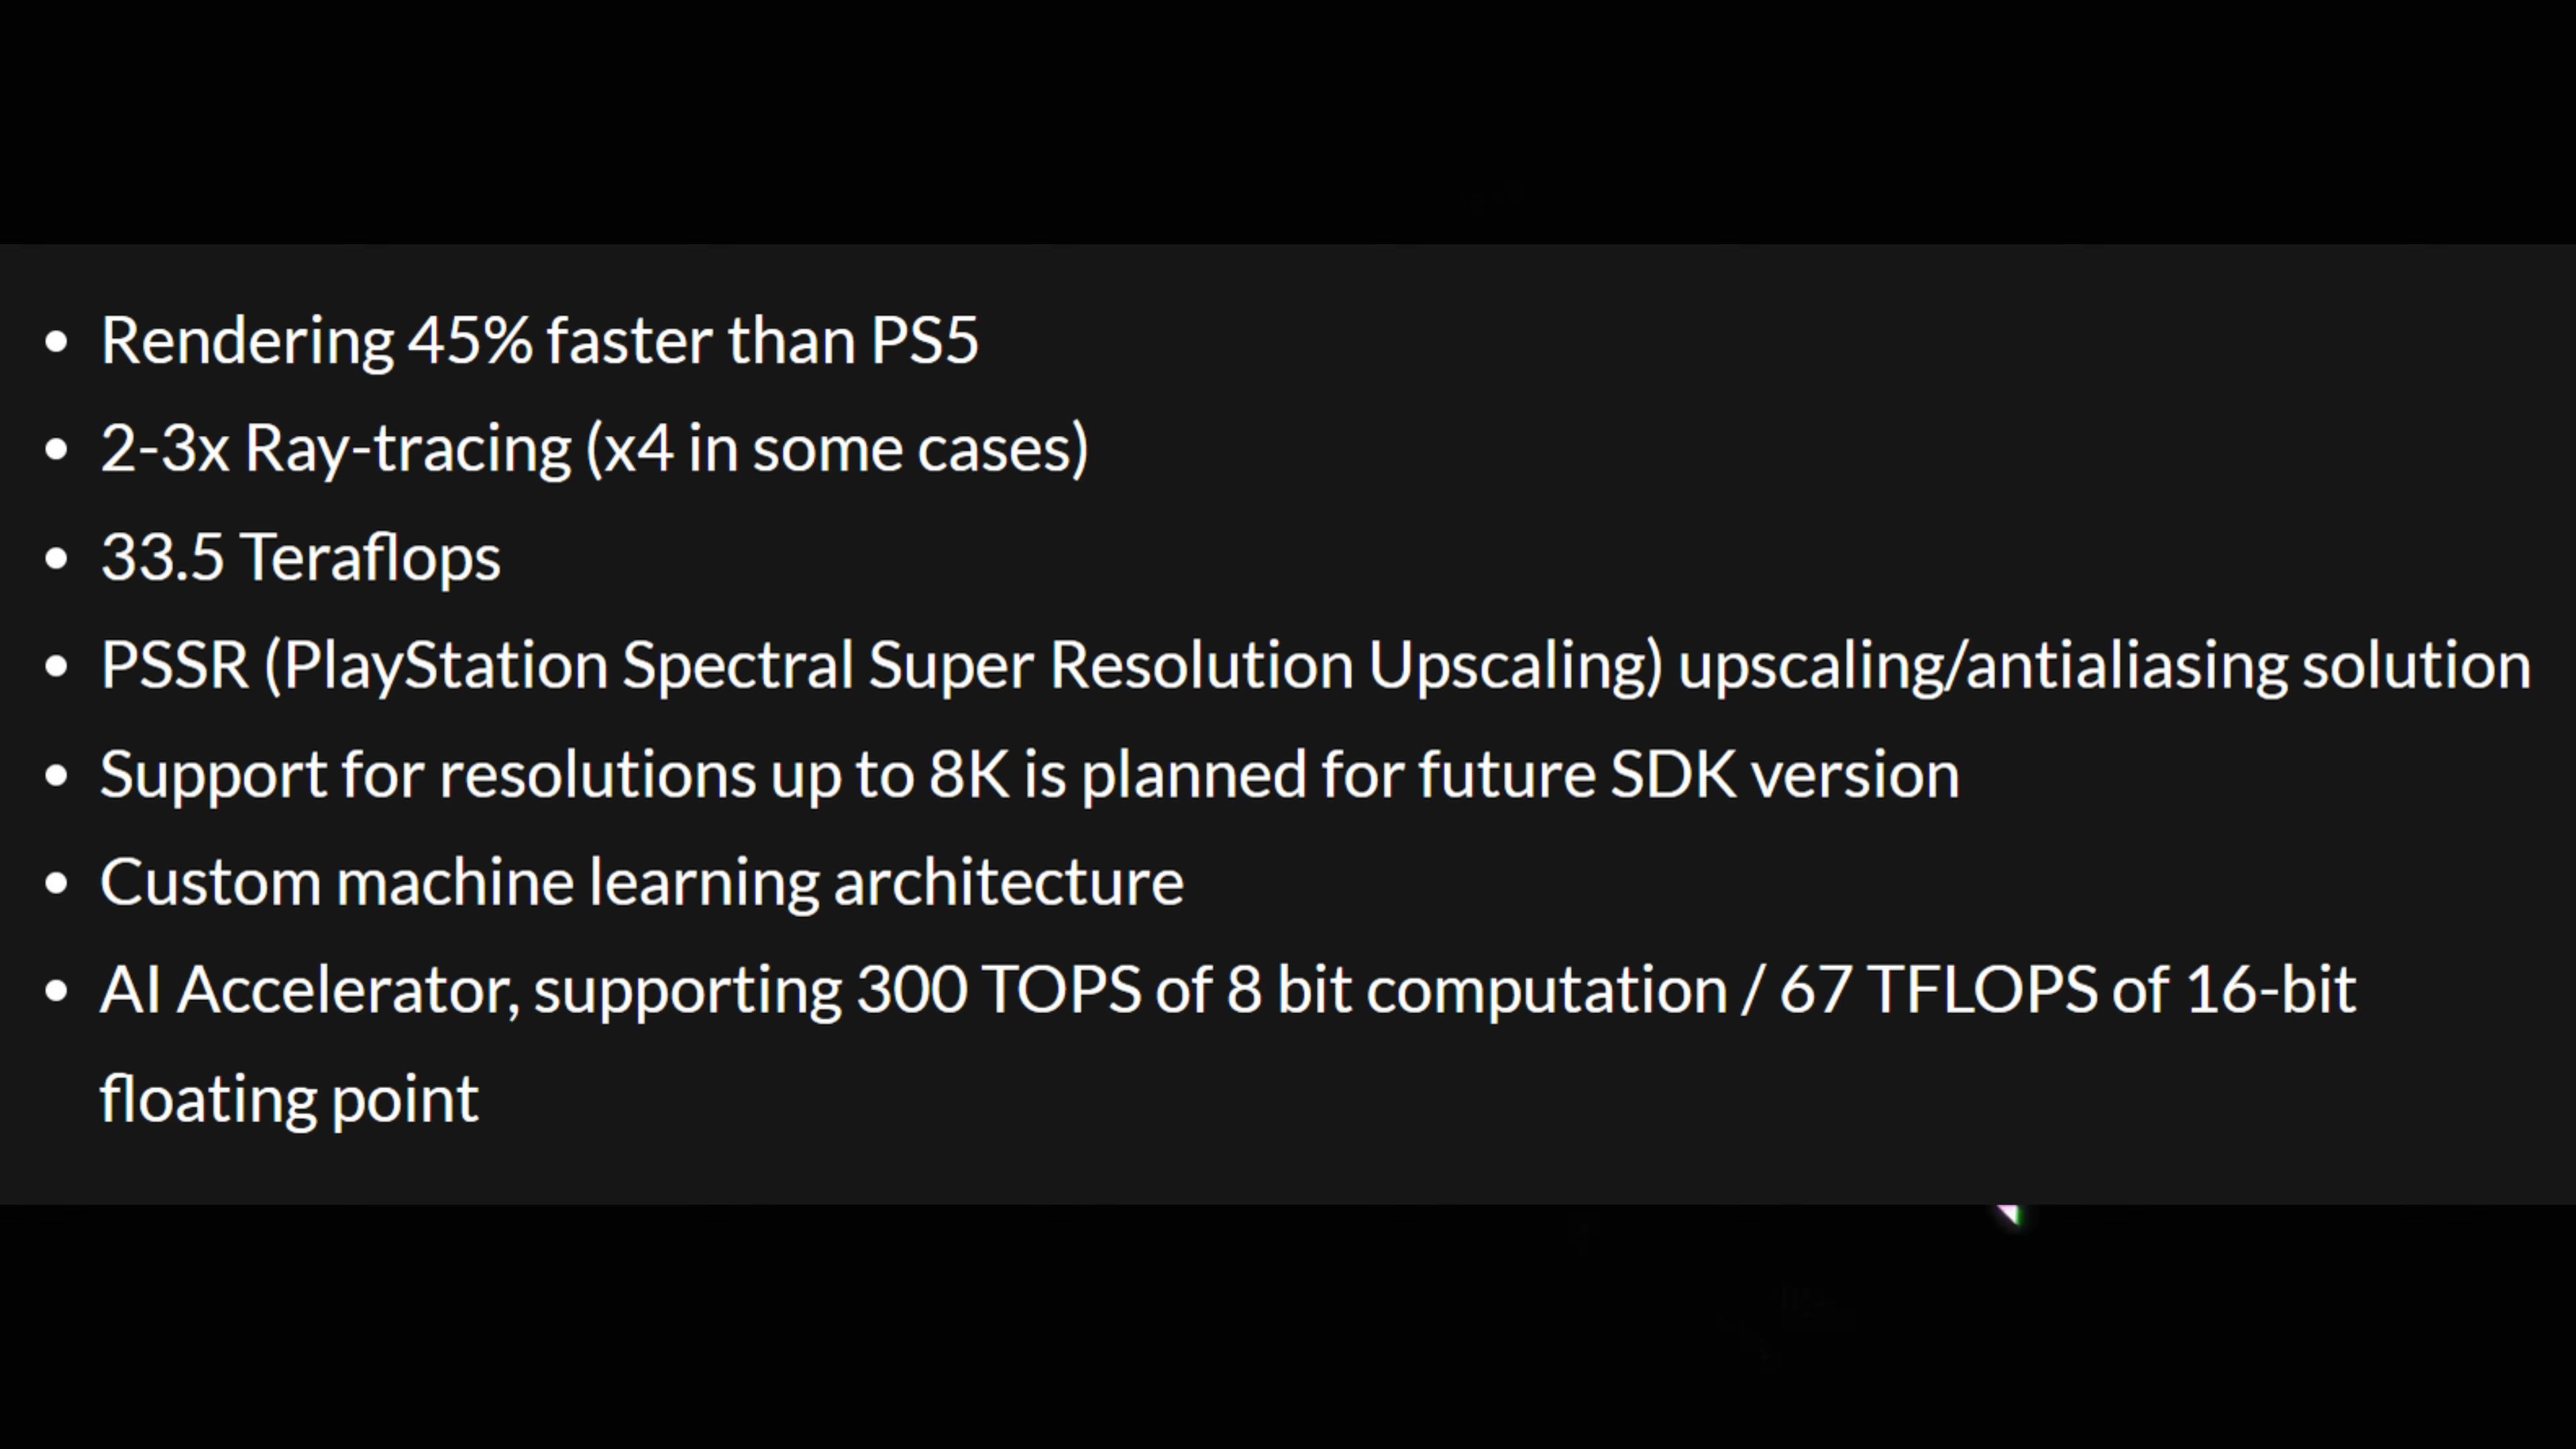 • Rendering 45% faster than PS5
• 2-3x Ray-tracing (x4 in some cases)
• 33.5 Teraflops
• PSSR (PlayStation Spectral Super Resolution Upscaling) upscaling/antialiasing solution
• Support for resolutions up to 8K is planned for future SDK version
• Custom machine learning architecture
• AI Accelerator, supporting 300 TOPS of 8 bit computation / 67 TFLOPS of 16-bit
floating point